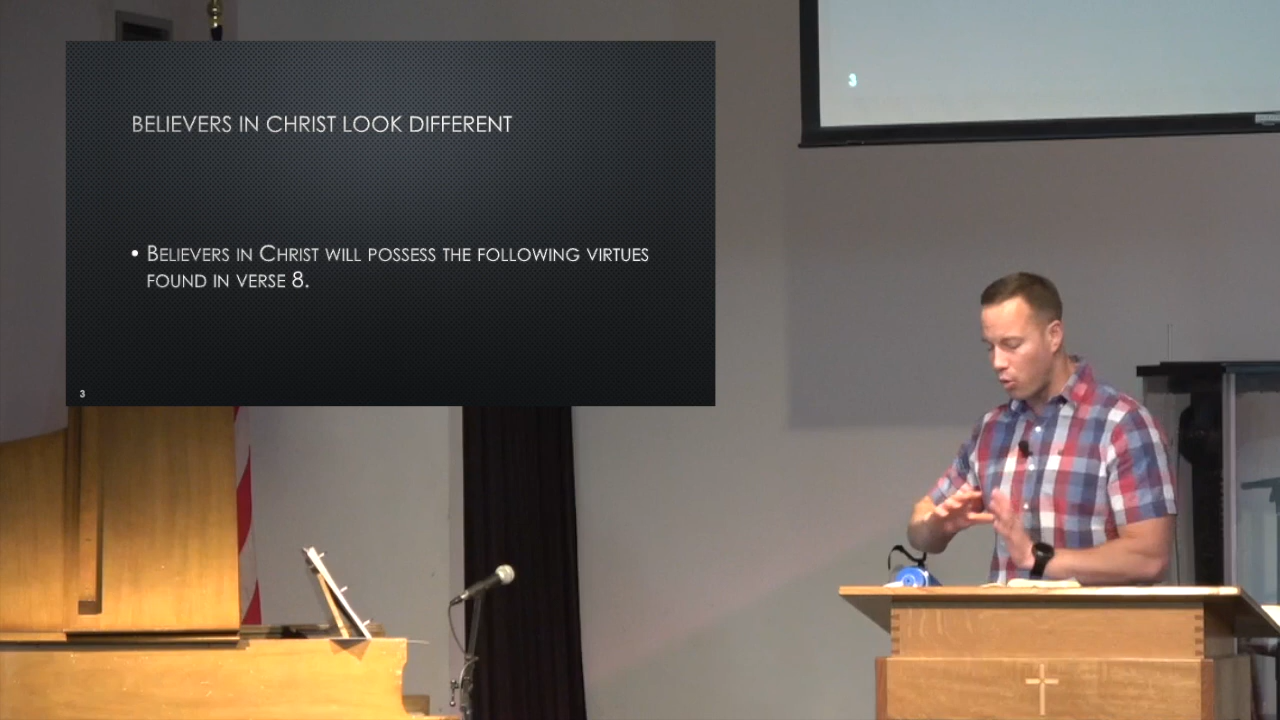 BELIEVERS IN CHRIST LOOK DIFFERENT
• BELIEVERS IN CHRIST WILL POSSESS THE FOLLOWING VIRTUES
FOUND IN VERSE 8.
3
3